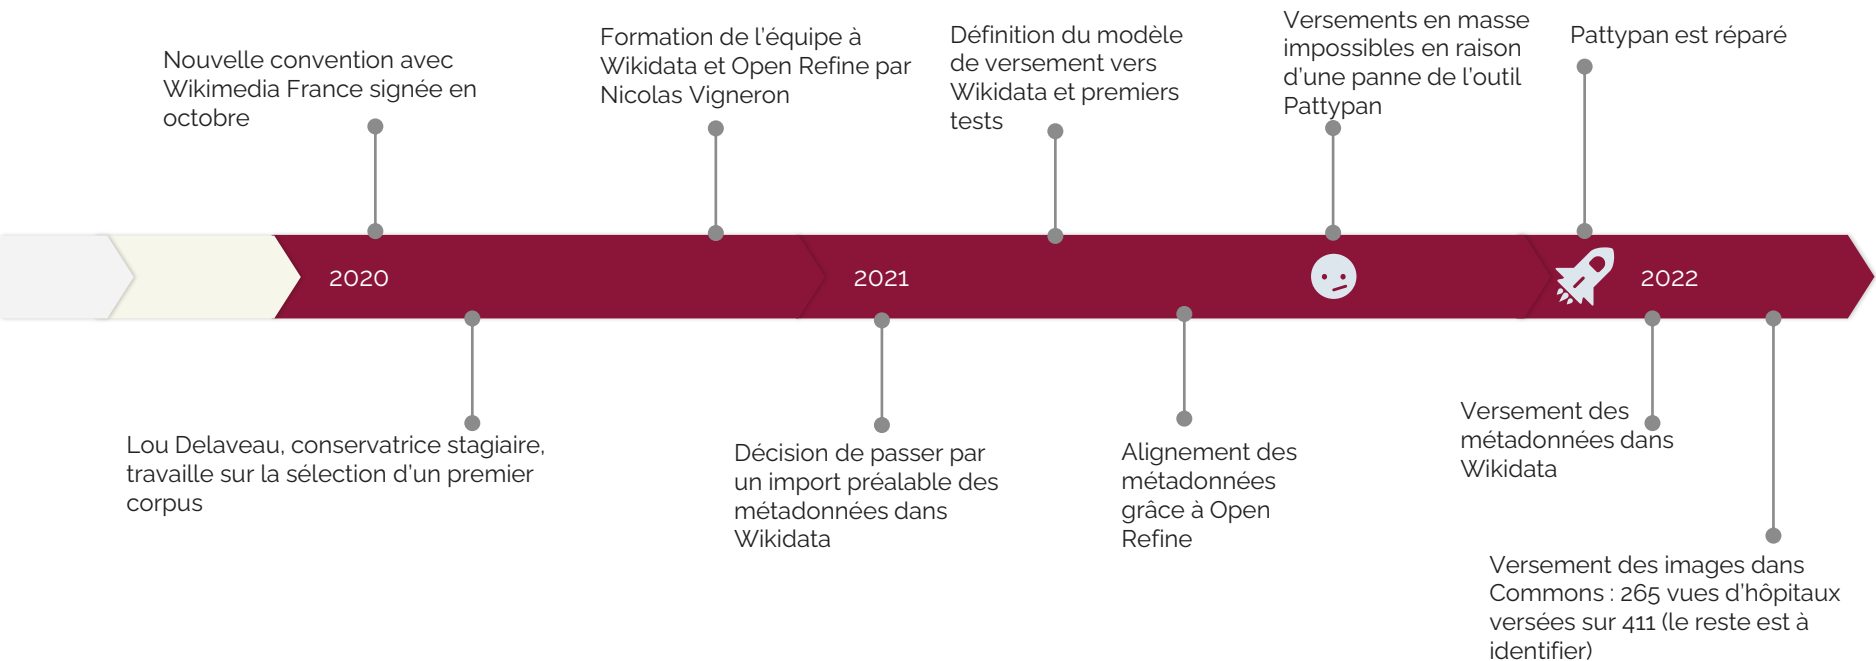 Nouvelle convention avec
Wikimedia France signée en
octobre
Formation de l'équipe à
Wikidata et Open Refine par
Nicolas Vigneron
Définition du modèle
de versement vers
Wikidata et premiers
tests
Versements en masse
impossibles en raison
d'une panne de l'outil
Pattypan
Pattypan est réparé
2020
2021
2022
Lou Delaveau, conservatrice stagiaire,
travaille sur la sélection d'un premier
corpus
Décision de passer par
un import préalable des
métadonnées dans
Wikidata
Alignement des
métadonnées
grâce à Open
Refine
Versement des
métadonnées dans
Wikidata
Versement des images dans
Commons : 265 vues d'hôpitaux
versées sur 411 (le reste est à
identifier)